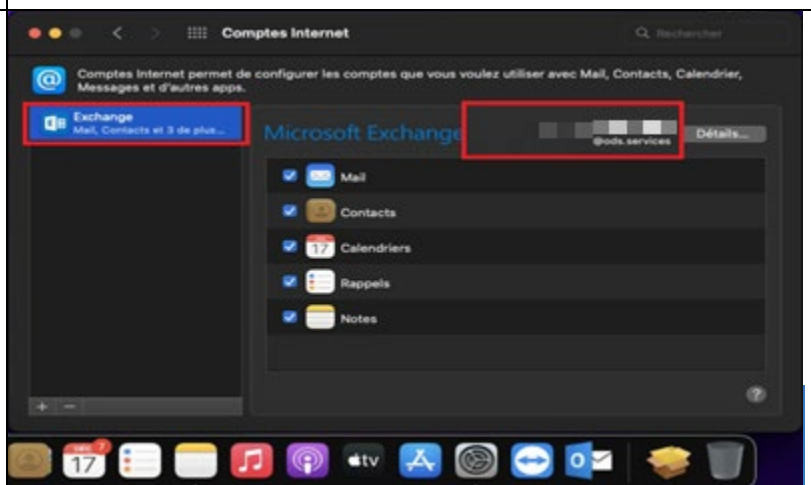 Comptes Internet
Rechercher
Comptes Internet permet de configurer les comptes que vous voulez utiliser avec Mail, Contacts, Calendrier,
Messages et d'autres apps.
Exchange
Mail, Contacts et 3 de plus...
Microsoft Exchange
@ods.services
Détails...
Mail
Contacts
17
Calendriers
Rappels
Notes
+ −
?
7
17
tv